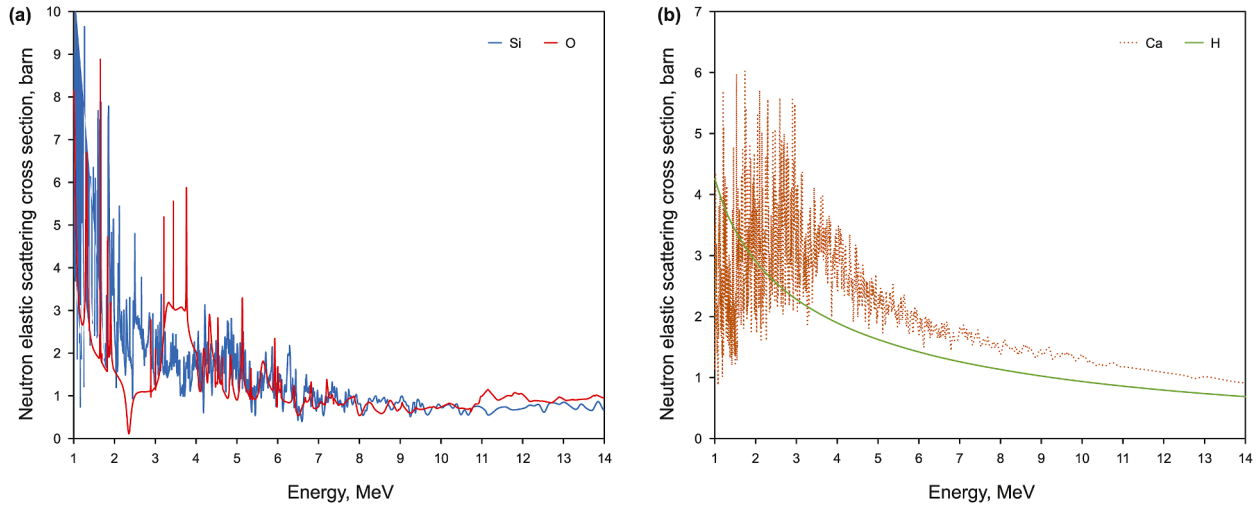 (a)
Neutron elastic scattering cross section, barn
10
9
8
7
6
5
4
3
2
1
0
Si O
1 2 3 4 5 6 7 8 9 10 11 12 13 14
Energy, MeV
(b)
Neutron elastic scattering cross section, barn
7
6
5
4
3
2
1
0
Ca H
1 2 3 4 5 6 7 8 9 10 11 12 13 14
Energy, MeV